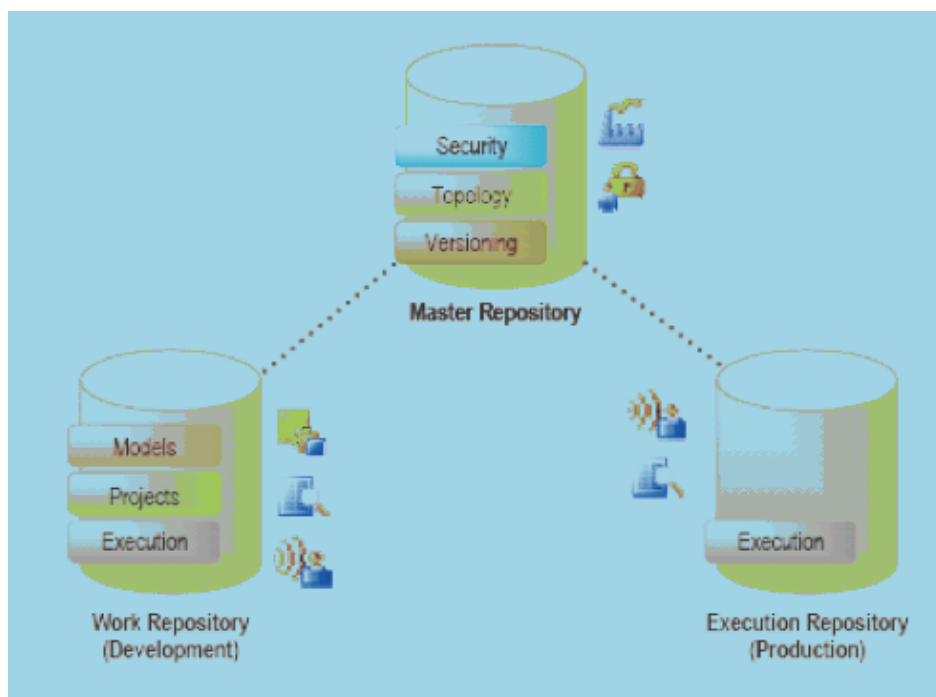 Security
Topology
Versioning
Master Repository
Models
Projects
Execution
Work Repository
(Development)
Execution
Execution Repository
(Production)